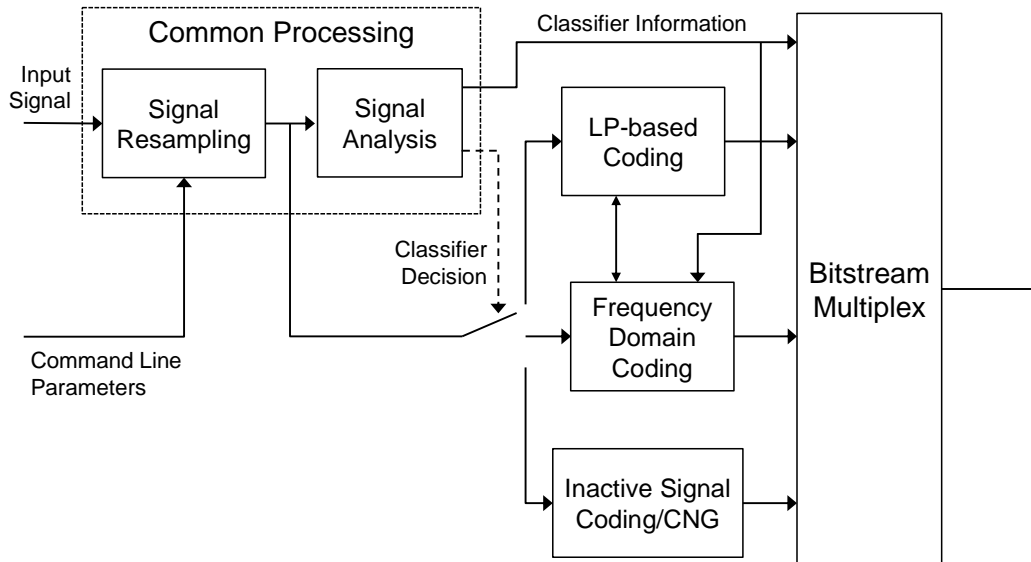 Common Processing
Classifier Information
Input
Signal
Signal
Resampling
Signal
Analysis
LP-based
Coding
Classifier
Decision
Bitstream
Multiplex
Frequency
Domain
Coding
Command Line
Parameters
Inactive Signal
Coding/CNG